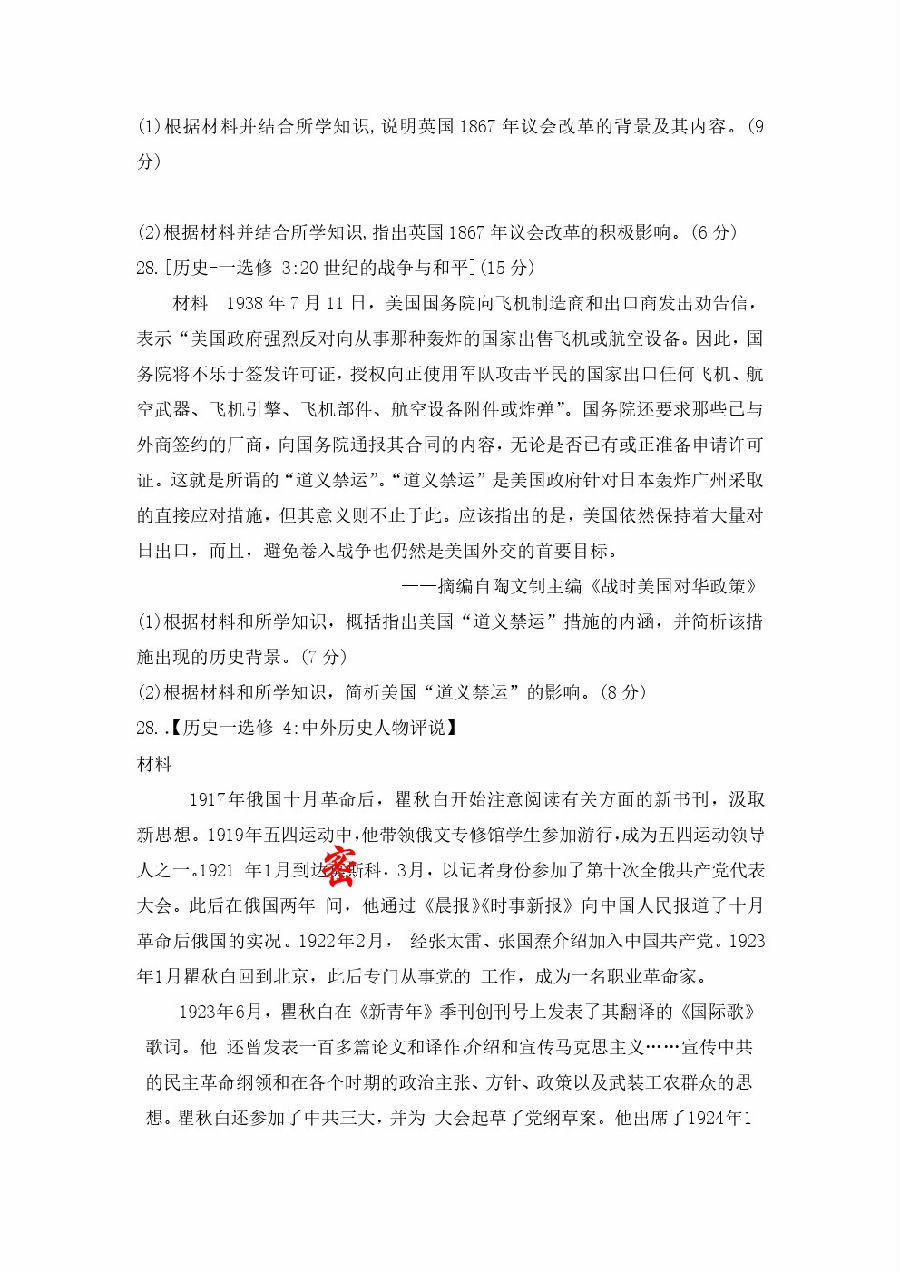 (1)根据材料并结合所学知识,说明英国1867年议会改革的背景及其内容。(9
分)
(2)根据材料并结合所学知识,指出英国1867年议会改革的积极影响。(6分)
28.[历史-一选修 3:20世纪的战争与和平](15分)
材料 1938年7月11日，美国国务院向飞机制造商和出口商发出劝告信，
表示“美国政府强烈反对向从事那种轰炸的国家出售飞机或航空设备。因此，国
务院将不乐于签发许可证，授权向止使用军队攻击平民的国家出口任何飞机、航
空武器、飞机引擎、飞机部件、航空设备附件或炸弹”。国务院还要求那些已与
外商签约的厂商，向国务院通报其合同的内容，无论是否已有或正准备申请许可
证。这就是所谓的“道义禁运”。“道义禁运”是美国政府针对日本轰炸广州采取
的直接应对措施，但其意义则不止于此。应该指出的是，美国依然保持着大量对
日出口，而且，避免卷入战争也仍然是美国外交的首要目标。
——摘编自陶文钊主编《战时美国对华政策》
(1)根据材料和所学知识，概括指出美国“道义禁运”措施的内涵，并简析该措
施出现的历史背景。(7分)
(2)根据材料和所学知识，简析美国“道义禁运”的影响。(8分)
28..【历史一选修 4:中外历史人物评说】
材料
1917年俄国十月革命后，瞿秋白开始注意阅读有关方面的新书刊，汲取
新思想。1919年五四运动中,他带领俄文专修馆学生参加游行,成为五四运动领导
人之一。1921 年1月到达莫斯科，3月，以记者身份参加了第十次全俄共产党代表
大会。此后在俄国两年 问，他通过《晨报》《时事新报》向中国人民报道了十月
革命后俄国的实况。1922年2月， 经张太雷、张国焘介绍加入中国共产党。1923
年1月瞿秋白回到北京，此后专门从事党的 工作，成为一名职业革命家。
1923年6月，瞿秋白在《新青年》季刊创刊号上发表了其翻译的《国际歌》
歌词。他 还曾发表一百多篇论文和译作,介绍和宣传马克思主义……宣传中共
的民主革命纲领和在各个时期的政治主张、方针、政策以及武装工农群众的思
想。瞿秋白还参加了中共三大，并为 大会起草了党纲草案。他出席了1924年1
密